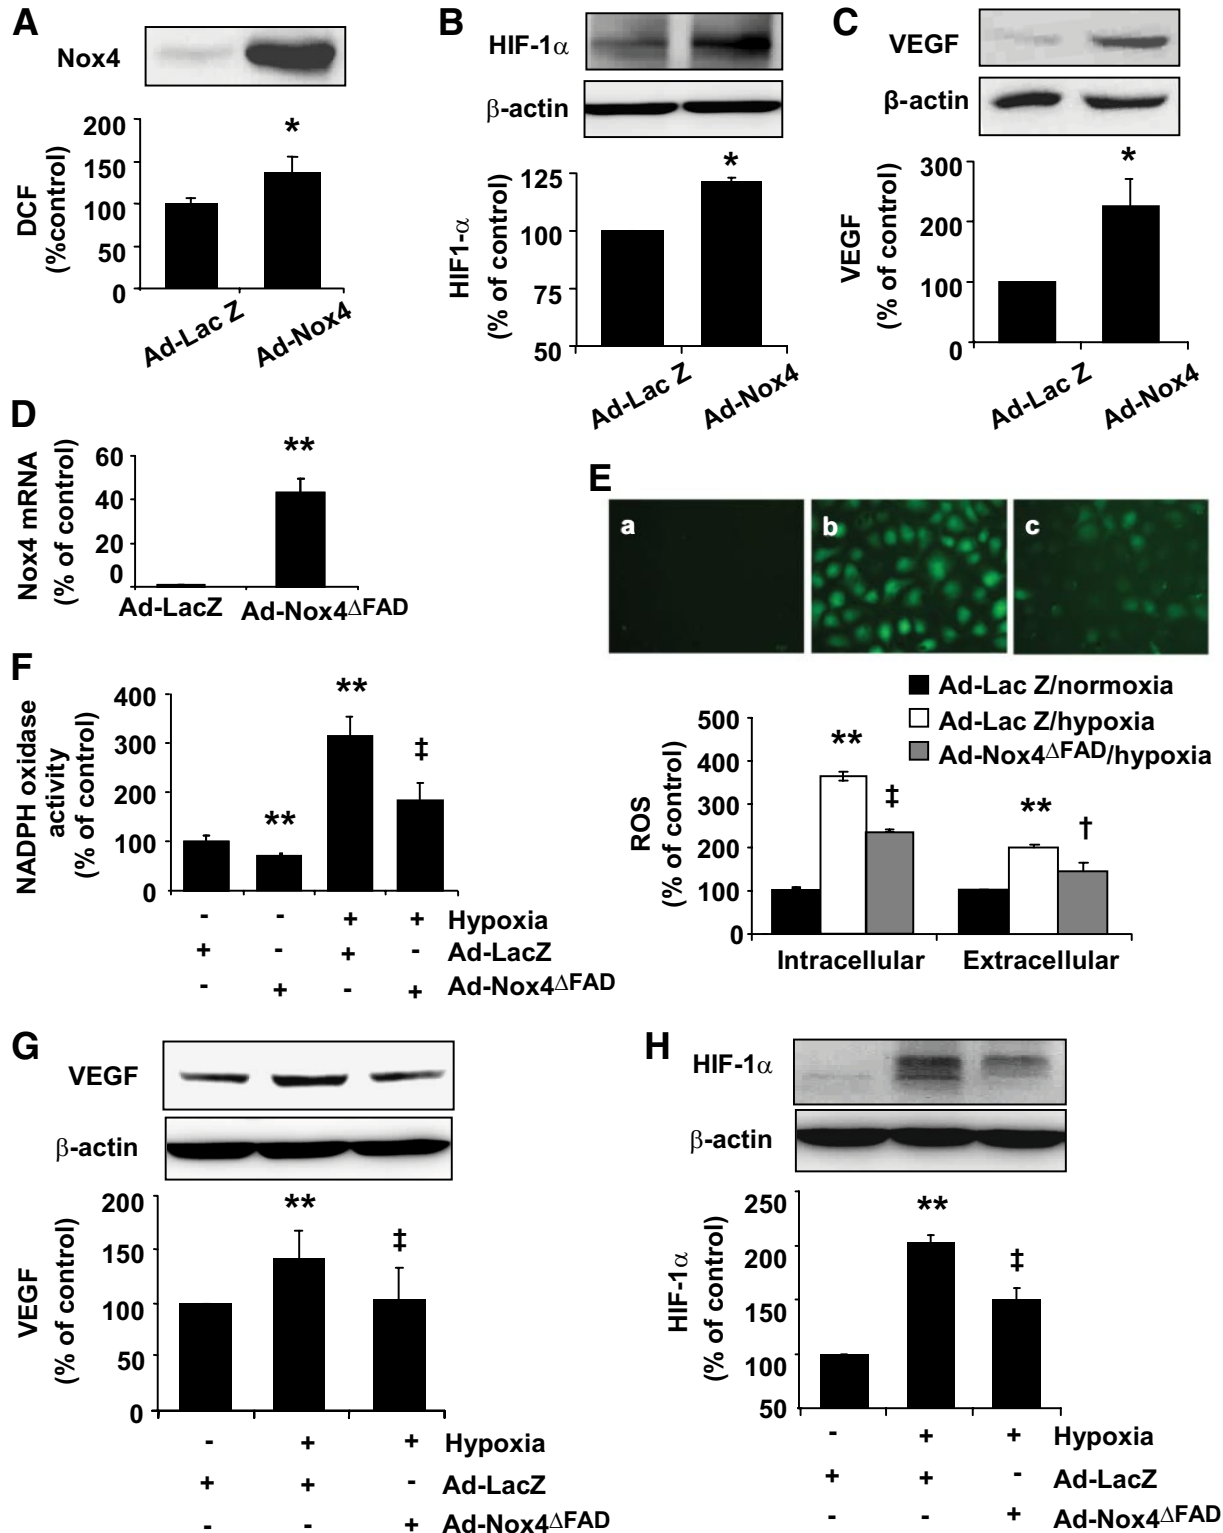 A
Nox4
DCF
(%control)
200
*
150
100
50
0
Ad-Lac Z
Ad-Nox4
B
HIF-1α
β-actin
HIF1-α
(% of control)
125
*
100
75
50
Ad-Lac Z
Ad-Nox4
C
VEGF
β-actin
VEGF
(% of control)
300
*
200
100
0
Ad-Lac Z
Ad-Nox4
D
Nox4 mRNA
(% of control)
60
**
40
20
0
Ad-LacZ
Ad-Nox4ΔFAD
E
a
b
c
Ad-Lac Z/normoxia
Ad-Lac Z/hypoxia
Ad-Nox4ΔFAD/hypoxia
ROS
(% of control)
500
400
300
200
100
0
**
‡
**
†
Intracellular
Extracellular
F
NADPH oxidase
activity
(% of control)
400
300
200
100
0
**
**
‡
- - + + Hypoxia
+ - + - Ad-LacZ
- + - + Ad-Nox4ΔFAD
G
VEGF
β-actin
VEGF
(% of control)
200
150
100
50
0
**
‡
- + + Hypoxia
+ + - Ad-LacZ
- - + Ad-Nox4ΔFAD
H
HIF-1α
β-actin
HIF-1α
(% of control)
250
200
150
100
50
**
‡
- + + Hypoxia
+ + - Ad-LacZ
- - + Ad-Nox4ΔFAD